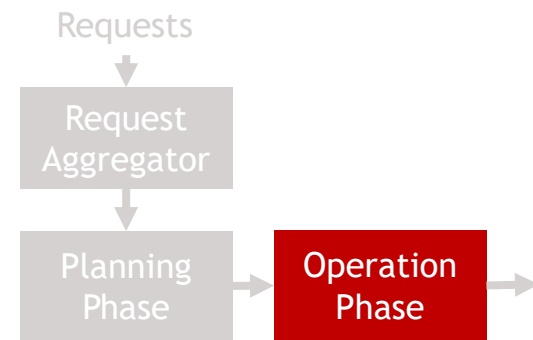 Requests
Request
Aggregator
Planning
Phase
Operation
Phase